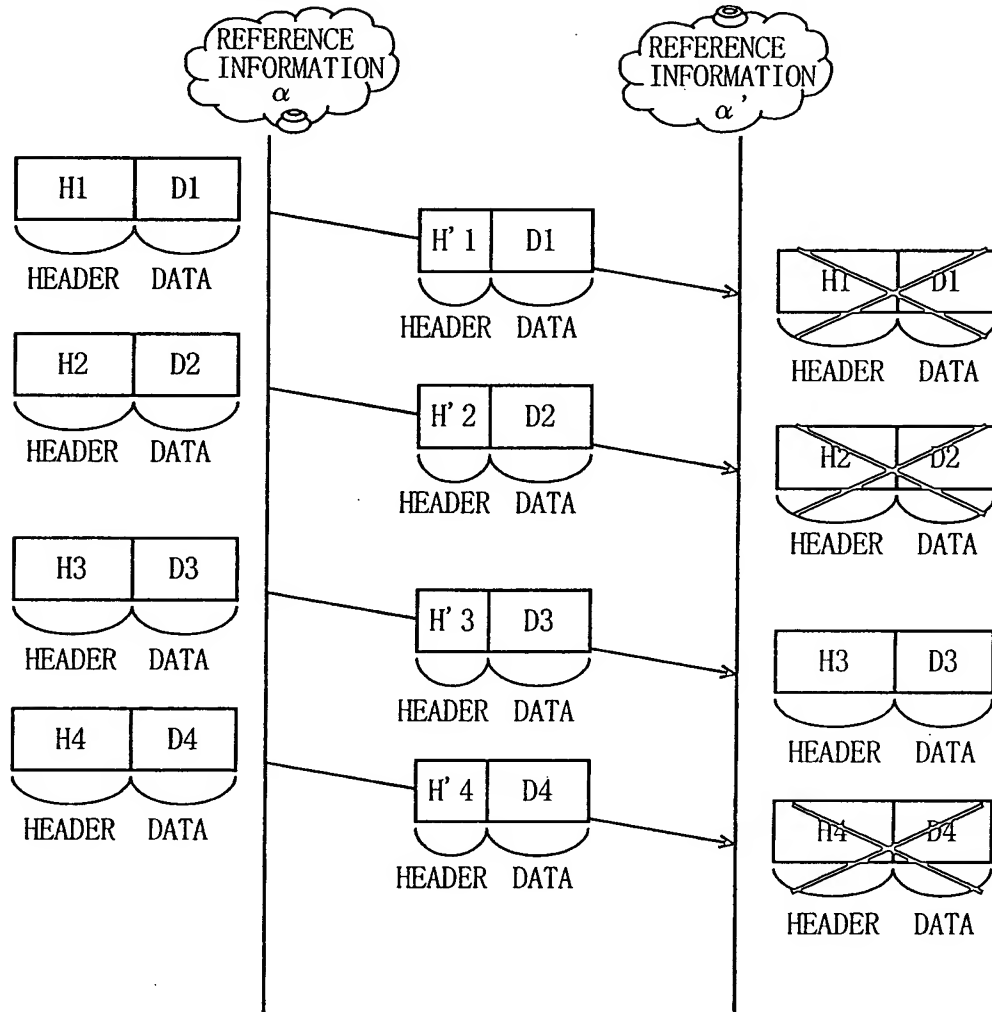 REFERENCE
INFORMATION
α
REFERENCE
INFORMATION
α'
H1 D1
HEADER DATA
H'1 D1
HEADER DATA
H1 D1
HEADER DATA
H2 D2
HEADER DATA
H'2 D2
HEADER DATA
H2 D2
HEADER DATA
H3 D3
HEADER DATA
H'3 D3
HEADER DATA
H3 D3
HEADER DATA
H4 D4
HEADER DATA
H'4 D4
HEADER DATA
H4 D4
HEADER DATA